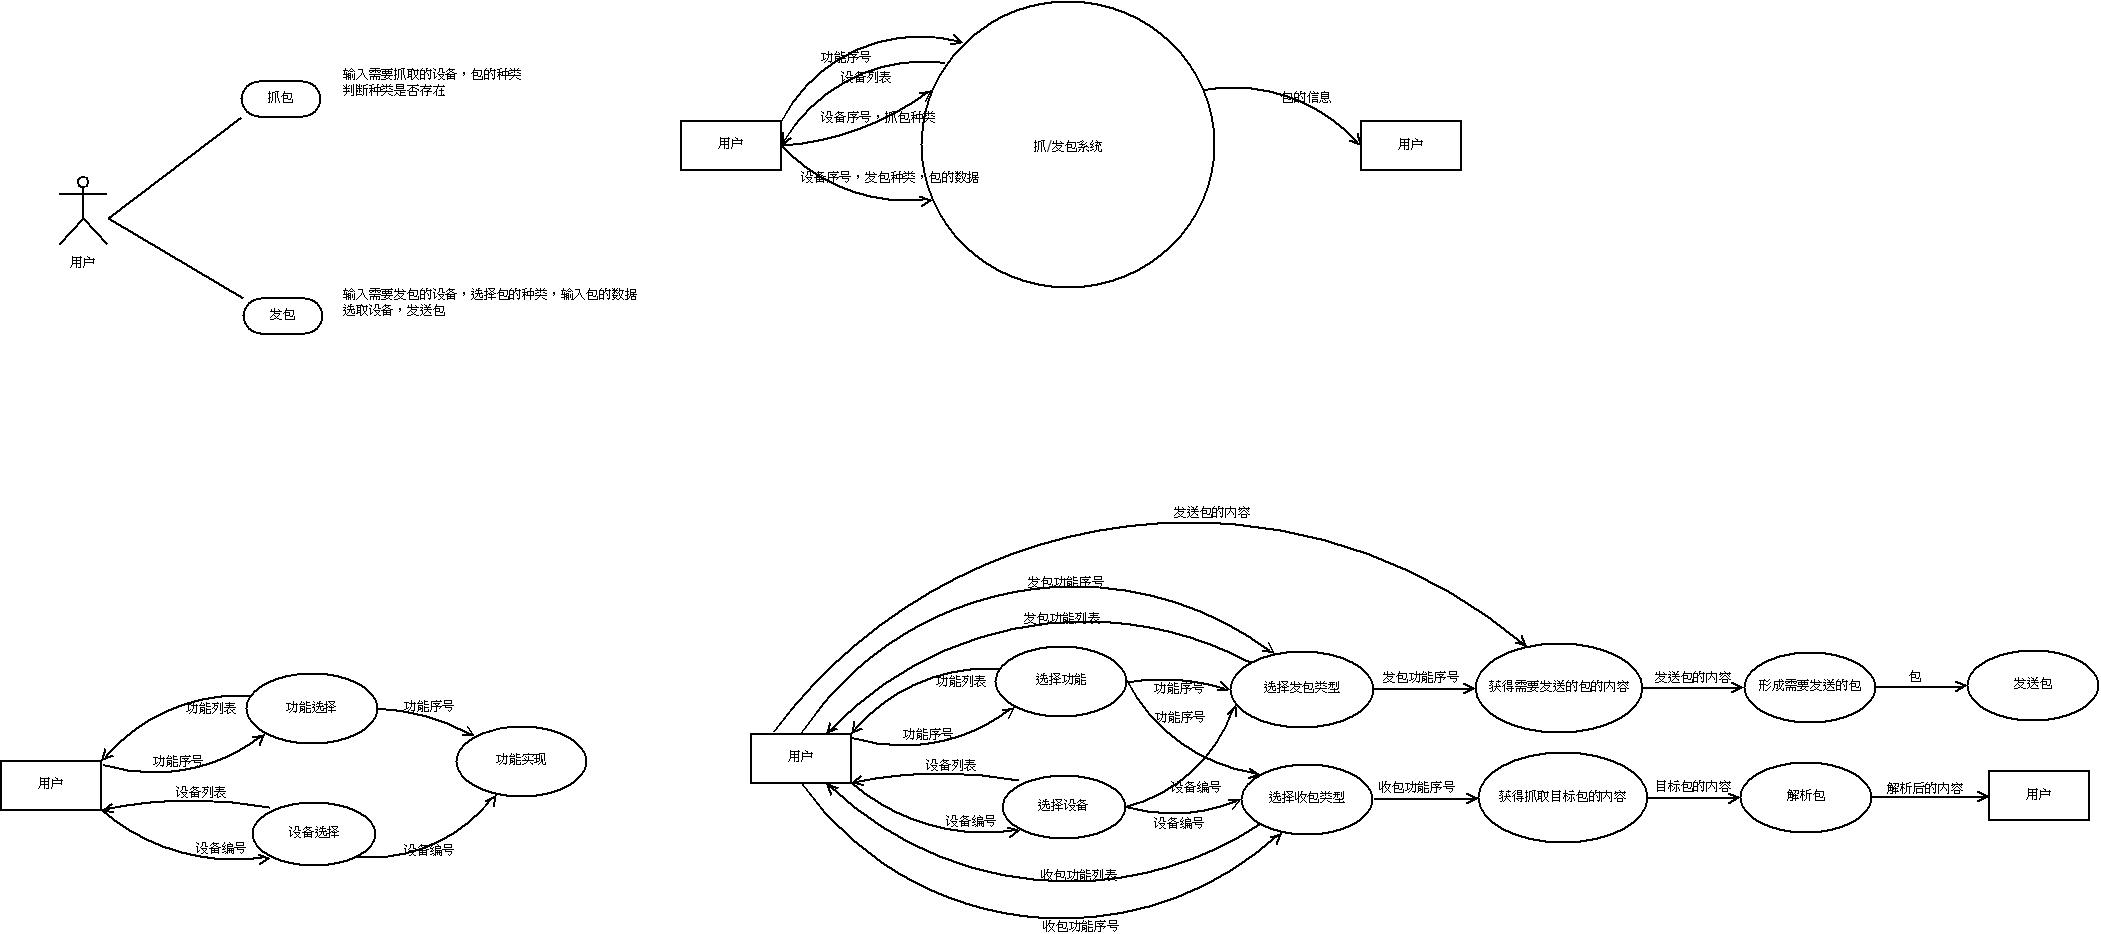 输入需要抓取的设备，包的种类
判断种类是否存在
抓包
用户
输入需要发包的设备，选择包的种类，输入包的数据
选取设备，发送包
发包
功能序号
设备列表
设备序号，抓包种类
设备序号，发包种类，包的数据
用户
抓/发包系统
包的信息
用户
功能列表
功能选择
功能序号
功能序号
功能实现
用户
设备列表
设备选择
设备编号
设备编号
发送包的内容
发包功能序号
发包功能列表
功能列表
选择功能
功能序号
功能序号
功能序号
选择发包类型
发包功能序号
获得需要发送的包的内容
发送包的内容
形成需要发送的包
包
发送包
用户
设备列表
选择设备
设备编号
设备编号
设备编号
选择收包类型
收包功能序号
获得抓取目标包的内容
目标包的内容
解析包
解析后的内容
用户
收包功能列表
收包功能序号